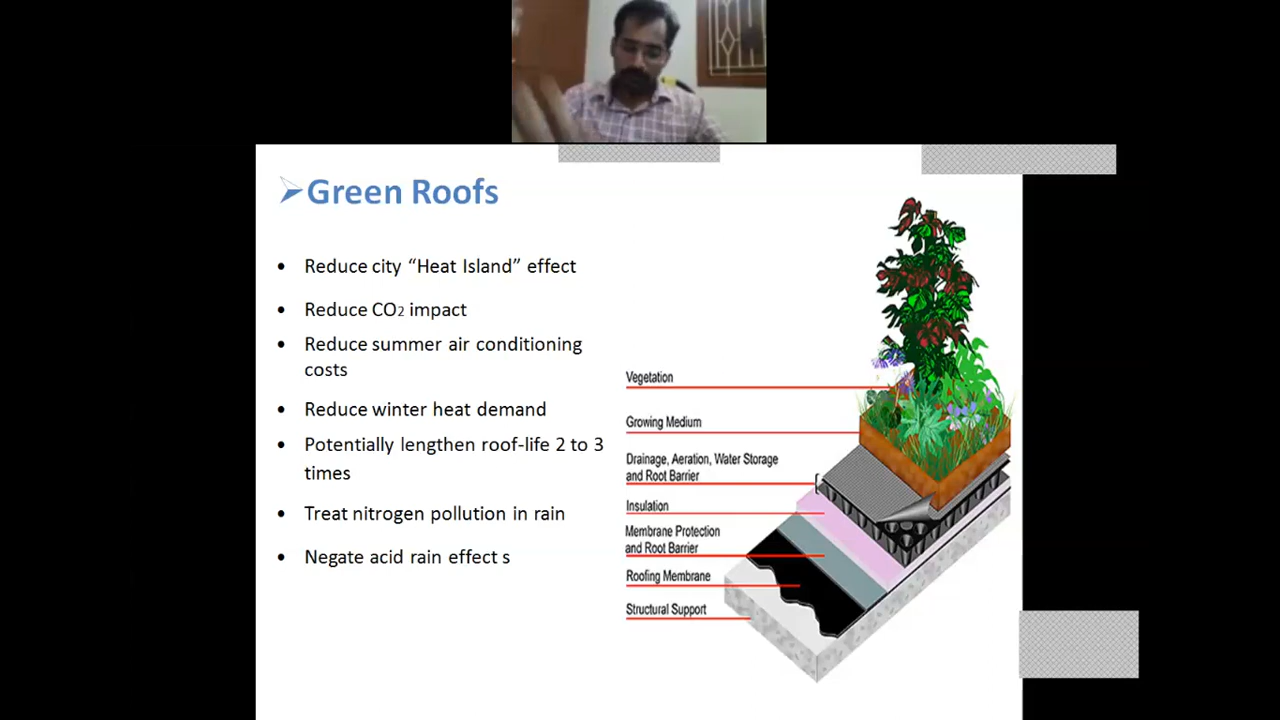 Green Roofs
Reduce city “Heat Island” effect
Reduce CO2 impact
Reduce summer air conditioning
costs
Reduce winter heat demand
Potentially lengthen roof-life 2 to 3
times
Treat nitrogen pollution in rain
Negate acid rain effect s
Vegetation
Growing Medium
Drainage, Aeration, Water Storage
and Root Barrier
Insulation
Membrane Protection
and Root Barrier
Roofing Membrane
Structural Support